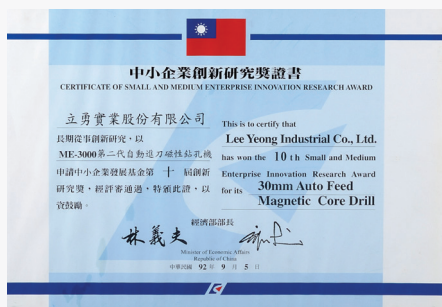 中小企業創新研究獎證書
CERTIFICATE OF SMALL AND MEDIUM ENTERPRISE INNOVATION RESEARCH AWARD
立勇實業股份有限公司
長期從事創新研究，以
ME-3000第二代自動進刀磁性鑽孔機
申請中小企業發展基金第十屆創新
研究獎，經評審通過，特頒此證，以
資鼓勵。
This is to certify that
Lee Yeong Industrial Co., Ltd.
has won the 10th Small and Medium
Enterprise Innovation Research Award
for its 30mm Auto Feed
Magnetic Core Drill
經濟部部長
林義夫
Minister of Economic Affairs
Republic of China
中華民國 92 年 9 月 5 日